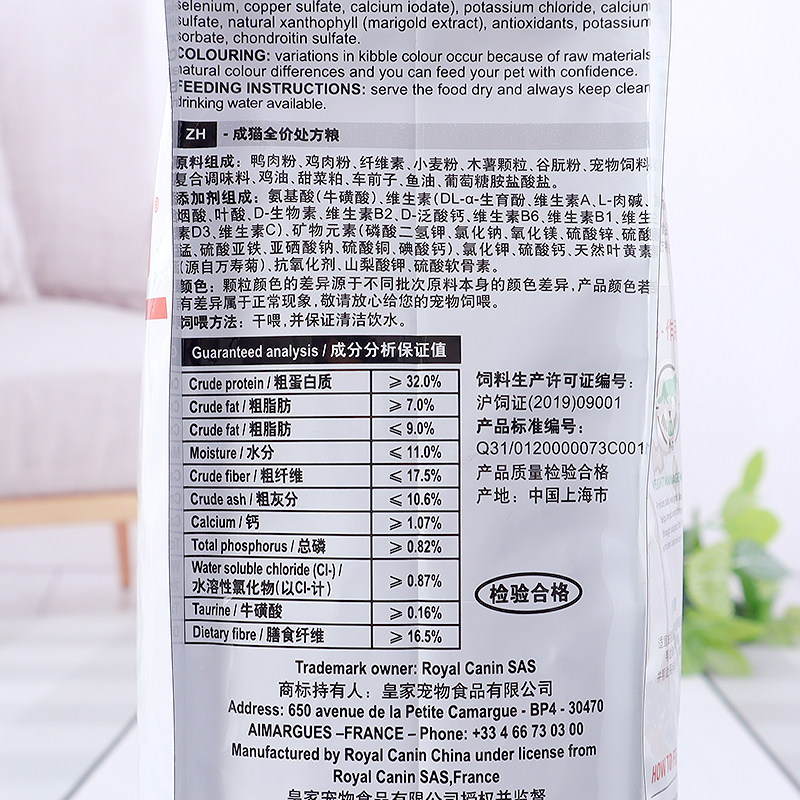 selenium, copper sulfate, calcium iodate), potassium chloride, calcium
sulfate, natural xanthophyll (marigold extract), antioxidants, potassium
sorbate, chondroitin sulfate.
COLOURING: variations in kibble colour occur because of raw materials
natural colour differences and you can feed your pet with confidence.
FEEDING INSTRUCTIONS: serve the food dry and always keep clean
drinking water available.
ZH - 成猫全价处方粮
原料组成：鸭肉粉、鸡肉粉、纤维素、小麦粉、木薯颗粒、谷朊粉、宠物饲料
复合调味料、鸡油、甜菜粕、车前子、鱼油、葡萄糖胺盐酸盐。
添加剂组成：氨基酸(牛磺酸)、维生素(DL-α-生育酚、维生素A、L-肉碱、
烟酸、叶酸、D-生物素、维生素B2、D-泛酸钙、维生素B6、维生素B1、维生
素D3、维生素C)、矿物元素(磷酸二氢钾、氯化钠、氧化镁、硫酸锌、硫酸
锰、硫酸亚铁、亚硒酸钠、硫酸铜、碘酸钙)、氯化钾、硫酸钙、天然叶黄素
(源自万寿菊)、抗氧化剂、山梨酸钾、硫酸软骨素。
颜色：颗粒颜色的差异源于不同批次原料本身的颜色差异，产品颜色若
有差异属于正常现象，敬请放心给您的宠物饲喂。
饲喂方法：干喂，并保证清洁饮水。
Guaranteed analysis / 成分分析保证值
Crude protein / 粗蛋白质 ⩾ 32.0%
Crude fat / 粗脂肪 ⩾ 7.0%
Crude fat / 粗脂肪 ⩽ 9.0%
Moisture / 水分 ⩽ 11.0%
Crude fiber / 粗纤维 ⩽ 17.5%
Crude ash / 粗灰分 ⩽ 10.6%
Calcium / 钙 ⩾ 1.07%
Total phosphorus / 总磷 ⩾ 0.82%
Water soluble chloride (Cl-) /
水溶性氯化物(以Cl-计) ⩾ 0.87%
Taurine / 牛磺酸 ⩾ 0.16%
Dietary fibre / 膳食纤维 ⩾ 16.5%
饲料生产许可证编号：
沪饲证(2019)09001
产品标准编号：
Q31/0120000073C001
产品质量检验合格
产地：中国上海市
检验合格
Trademark owner: Royal Canin SAS
商标持有人：皇家宠物食品有限公司
Address: 650 avenue de la Petite Camargue - BP4 - 30470
AIMARGUES –FRANCE – Phone: +33 4 66 73 03 00
Manufactured by Royal Canin China under license from
Royal Canin SAS,France
皇家宠物食品有限公司授权并监督
HOW TO